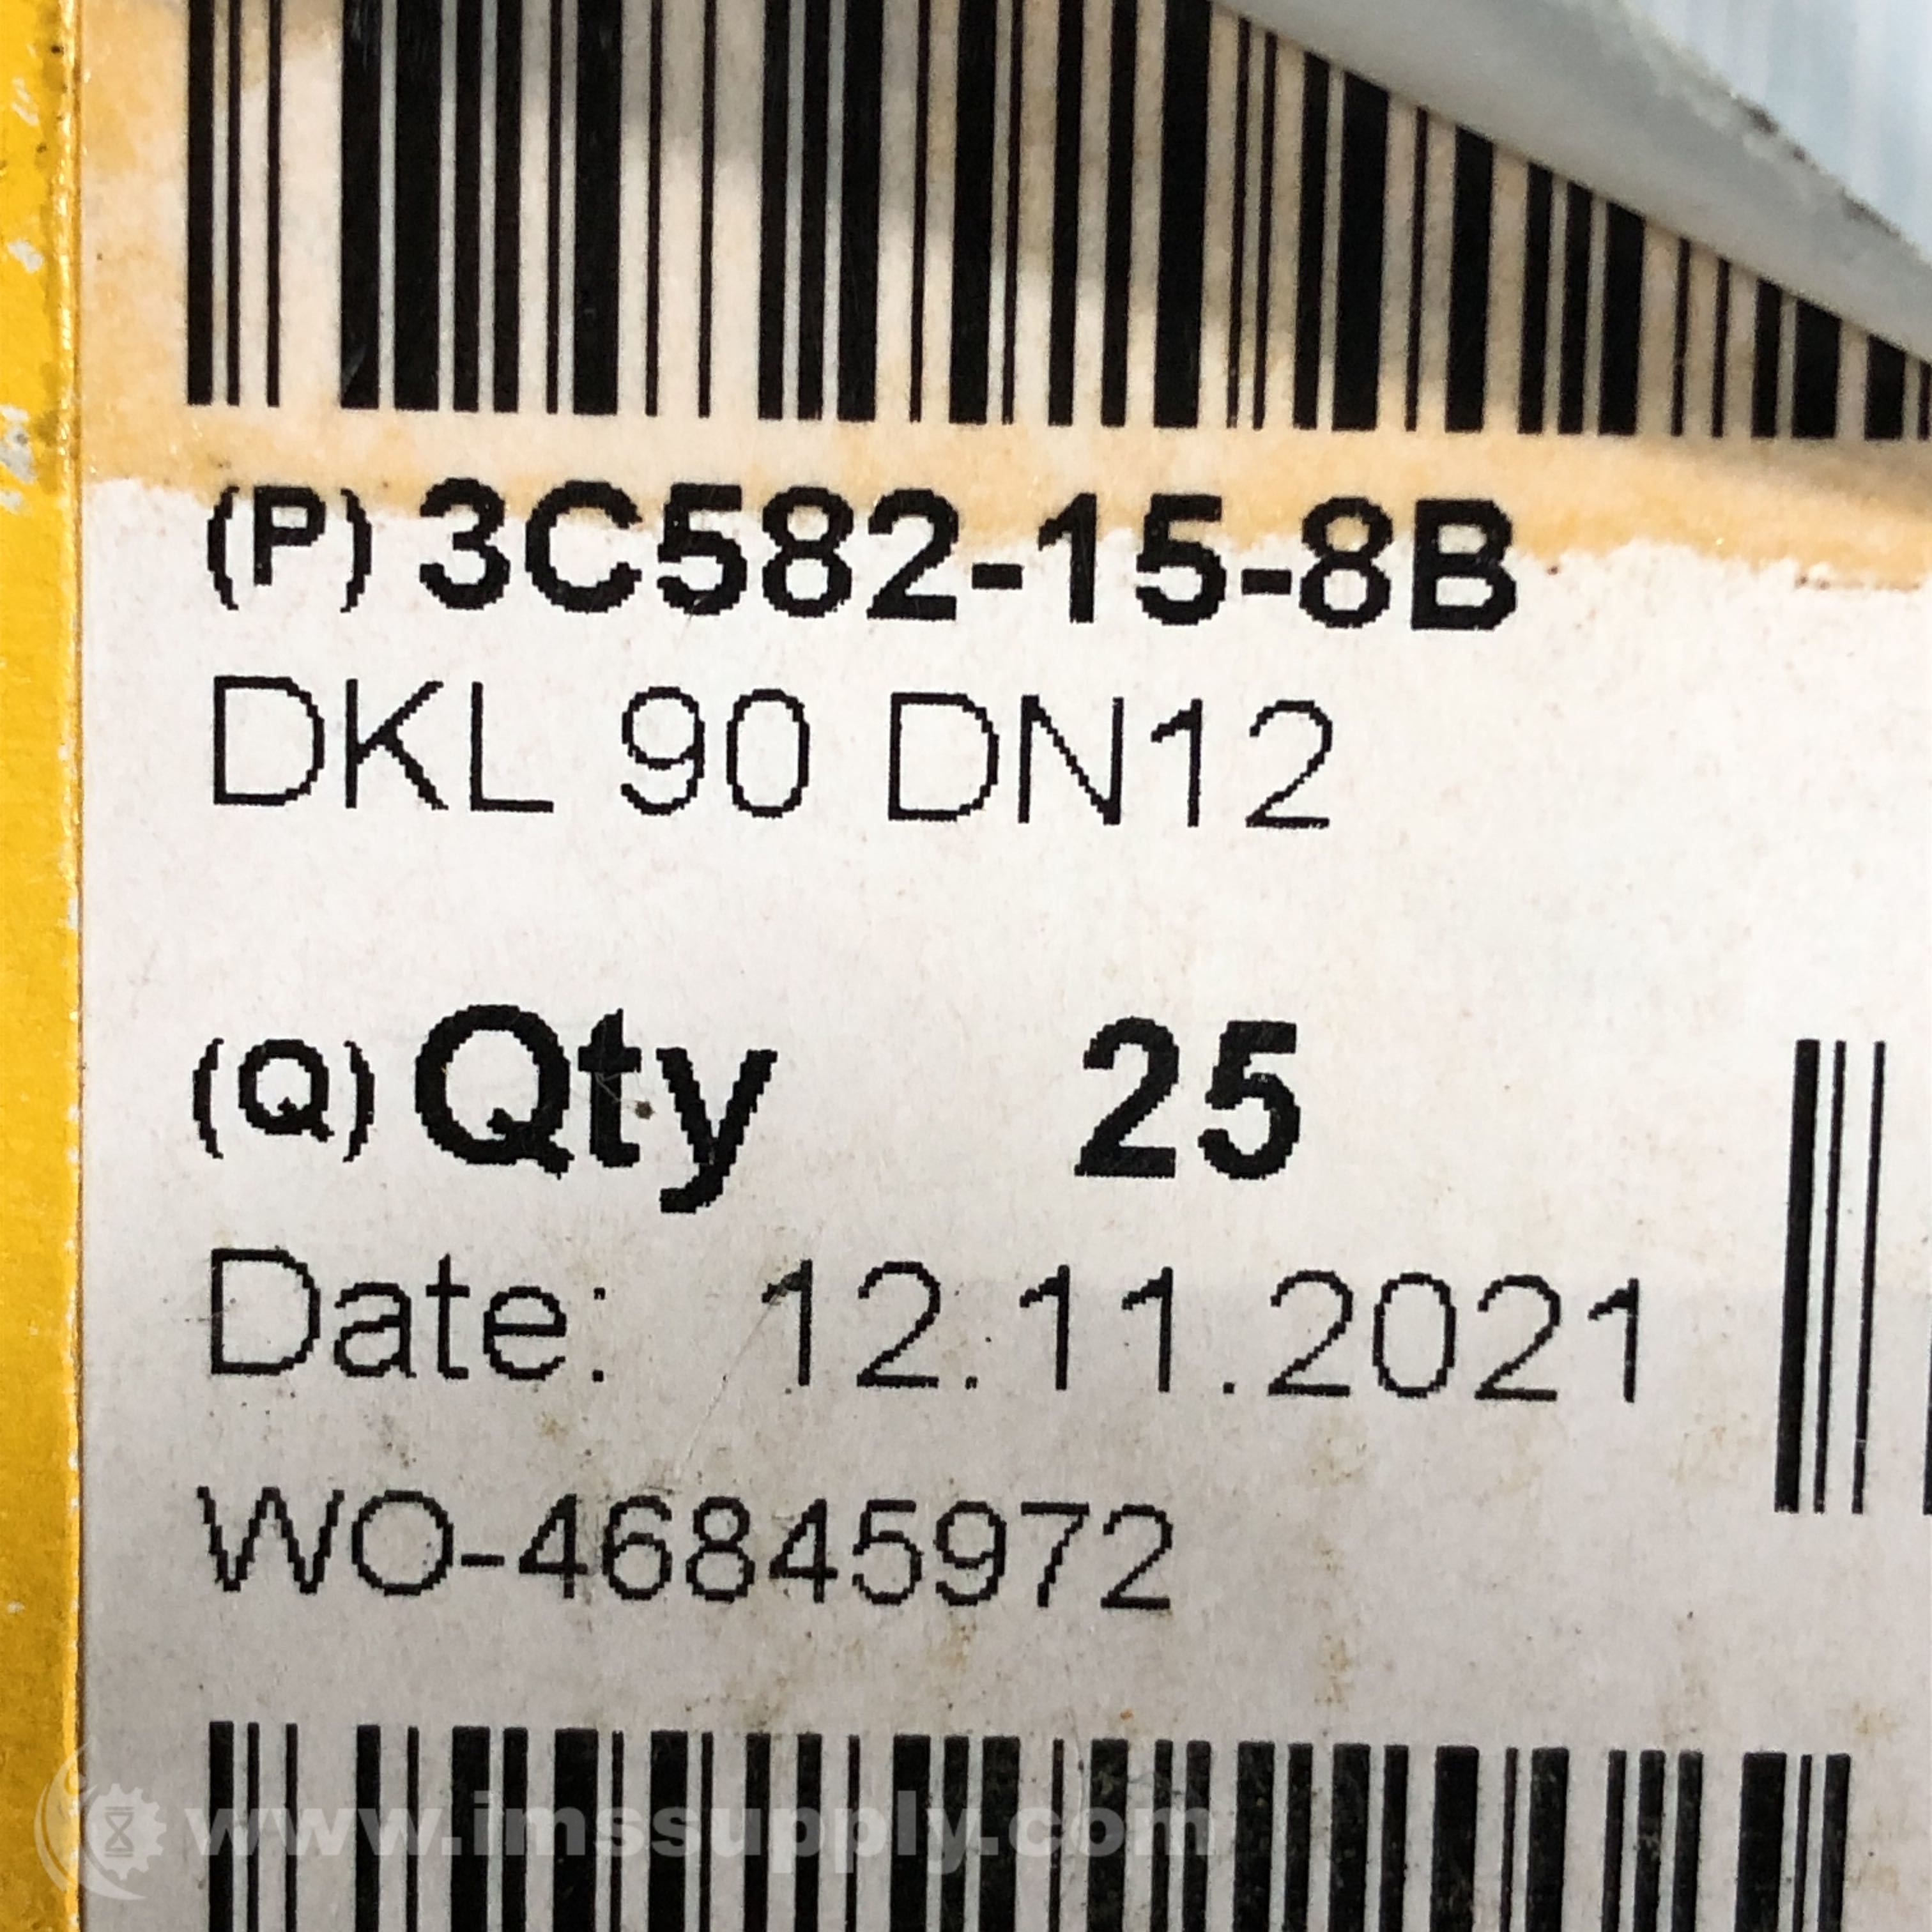 (P) 3C582-15-8B
DKL 90 DN12
(Q) Qty 25
Date: 12.11.2021
WO-46845972
www.imssupply.com